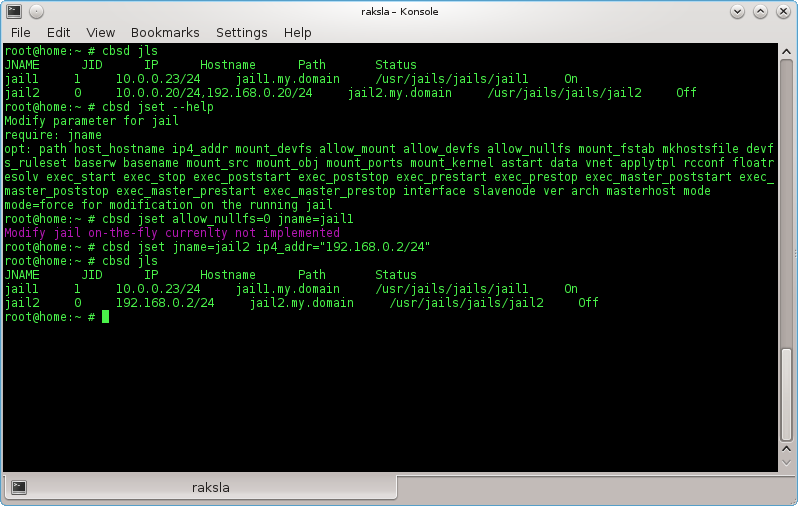 raksla – Konsole
File Edit View Bookmarks Settings Help
root@home:~ # cbsd jls
JNAME JID IP Hostname Path Status
jail1 1 10.0.0.23/24 jail1.my.domain /usr/jails/jails/jail1 On
jail2 0 10.0.0.20/24,192.168.0.20/24 jail2.my.domain /usr/jails/jails/jail2 Off
root@home:~ # cbsd jset --help
Modify parameter for jail
require: jname
opt: path host_hostname ip4_addr mount_devfs allow_mount allow_devfs allow_nullfs mount_fstab mkhostsfile devf
s_ruleset baserw basename mount_src mount_obj mount_ports mount_kernel astart data vnet applytpl rcconf floatr
esolv exec_start exec_stop exec_poststart exec_poststop exec_prestart exec_prestop exec_master_poststart exec_
master_poststop exec_master_prestart exec_master_prestop interface slavenode ver arch masterhost mode
mode=force for modification on the running jail
root@home:~ # cbsd jset allow_nullfs=0 jname=jail1
Modify jail on-the-fly currenlty not implemented
root@home:~ # cbsd jset jname=jail2 ip4_addr="192.168.0.2/24"
root@home:~ # cbsd jls
JNAME JID IP Hostname Path Status
jail1 1 10.0.0.23/24 jail1.my.domain /usr/jails/jails/jail1 On
jail2 0 192.168.0.2/24 jail2.my.domain /usr/jails/jails/jail2 Off
root@home:~ #
raksla